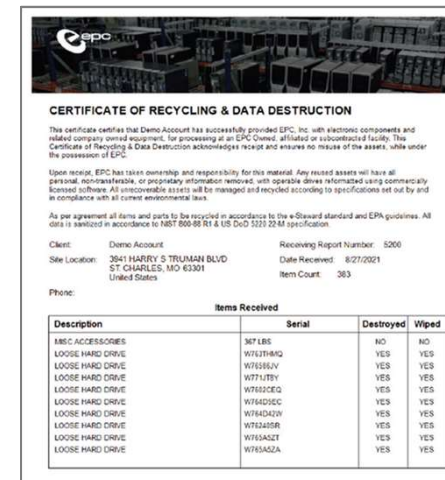 epc
CERTIFICATE OF RECYCLING & DATA DESTRUCTION
This certificate certifies that Demo Account has successfully provided EPC, Inc. with electronic components and
related company owned equipment, for processing at an EPC Owned, affiliated or subcontracted facility. This
Certificate of Recycling & Data Destruction acknowledges receipt and ensures no misuse of the assets, while under
the possession of EPC.
Upon receipt, EPC has taken ownership and responsibility for this material. Any reused assets will have all
personal, non-transferable, or proprietary information removed, with operable drives reformatted using commercially
licensed software. All unrecoverable assets will be managed and recycled according to specifications set out by and
in compliance with all current environmental laws.
As per agreement all items and parts to be recycled in accordance to the e-Steward standard and EPA guidelines. All
data is sanitized in accordance to NIST 800-88 R1 & US DoD 5220 22-M specification.
Client: Demo Account Receiving Report Number: 5200
Site Location: 3941 HARRY S TRUMAN BLVD Date Received: 8/27/2021
ST. CHARLES, MO 63301 Item Count: 383
United States
Phone:
Items Received
Description Serial Destroyed Wiped
MISC ACCESSORIES 367 LBS NO NO
LOOSE HARD DRIVE W763THMQ YES YES
LOOSE HARD DRIVE YES YES
LOOSE HARD DRIVE W771JTBY YES YES
LOOSE HARD DRIVE YES YES
LOOSE HARD DRIVE YES YES
LOOSE HARD DRIVE W764D42W YES YES
LOOSE HARD DRIVE YES YES
LOOSE HARD DRIVE W765A5ZT YES YES
LOOSE HARD DRIVE W765A5ZA YES YES